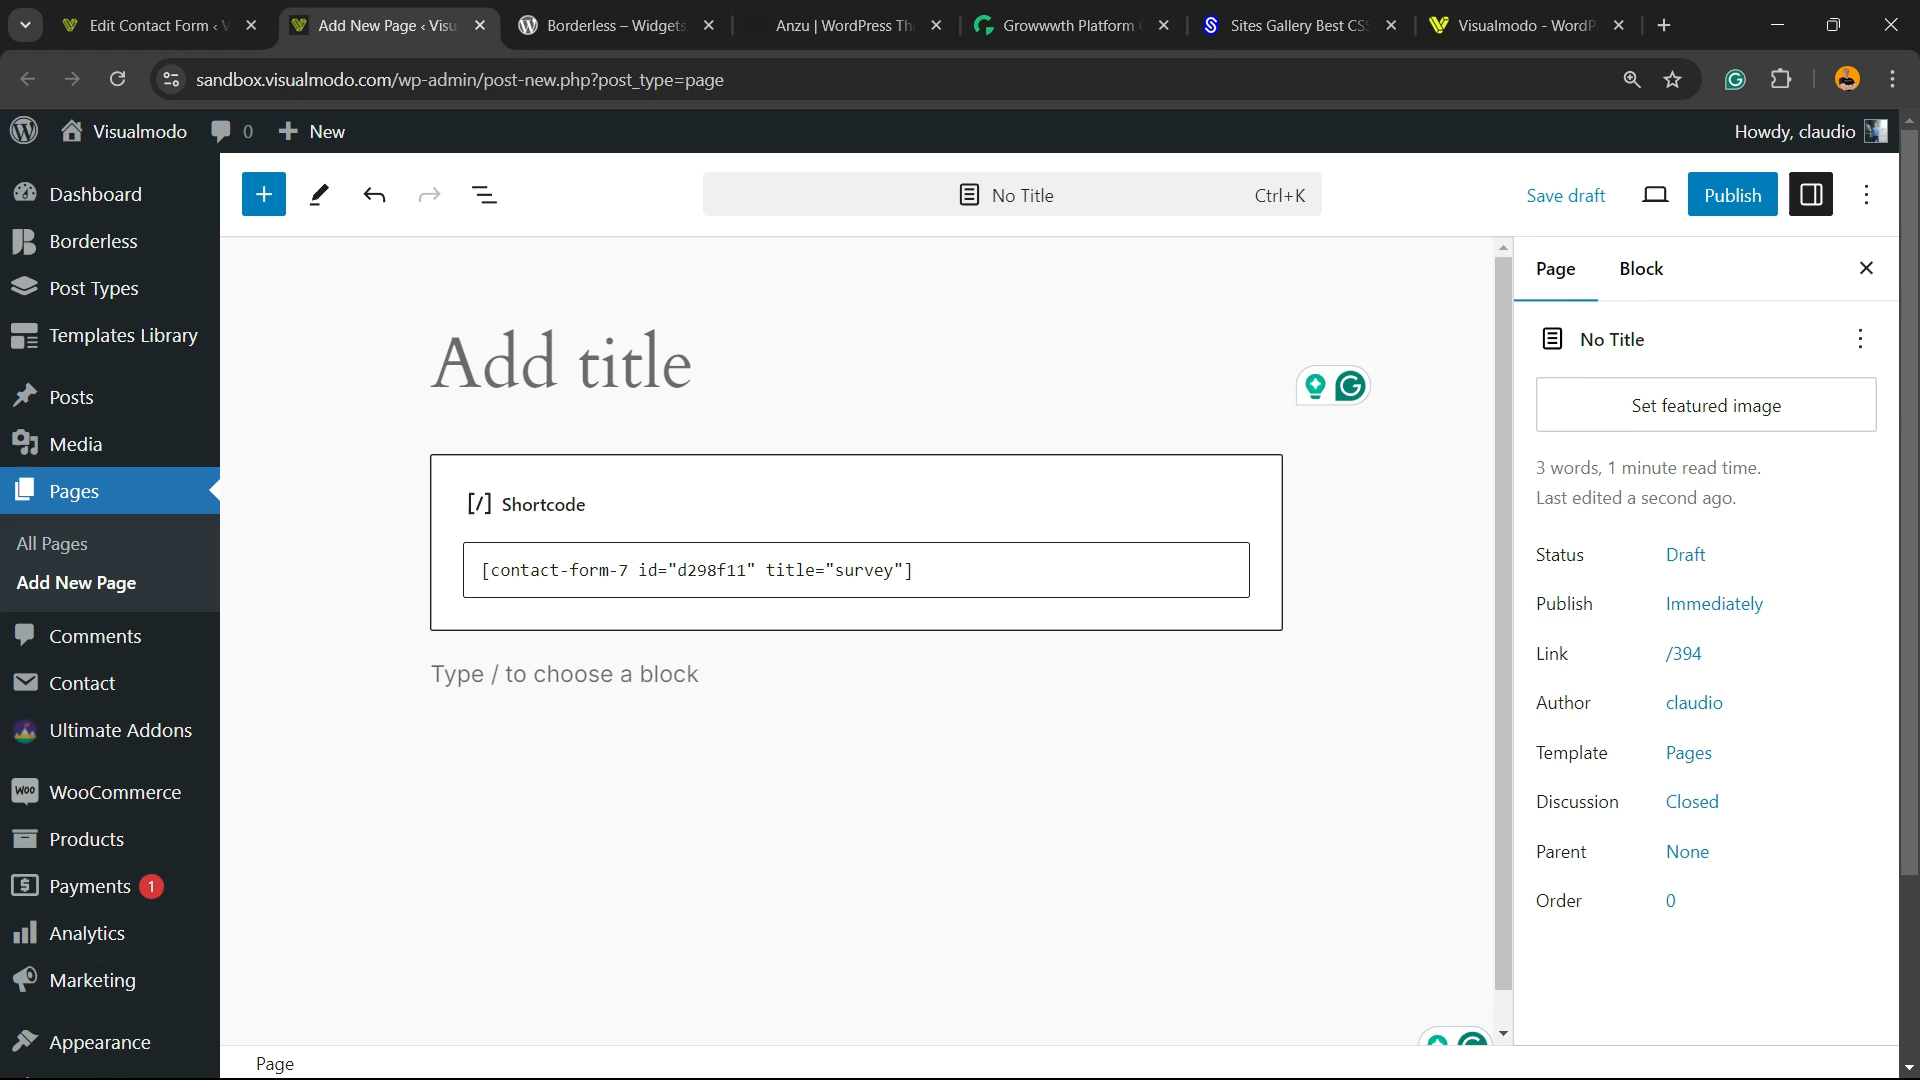 Edit Contact Form ‹ V
Add New Page ‹ Visu
Borderless – Widgets
Anzu | WordPress Th
Growwwth Platform
Sites Gallery Best CSS
Visualmodo - WordP
sandbox.visualmodo.com/wp-admin/post-new.php?post_type=page
Visualmodo
0
New
Howdy, claudio
Dashboard
Borderless
Post Types
Templates Library
Posts
Media
Pages
All Pages
Add New Page
Comments
Contact
Ultimate Addons
WOO WooCommerce
Products
Payments 1
Analytics
Marketing
Appearance
No Title
Ctrl+K
Save draft
Publish
Add title
[/] Shortcode
[contact-form-7 id="d298f11" title="survey"]
Type / to choose a block
Page
Page
Block
No Title
Set featured image
3 words, 1 minute read time.
Last edited a second ago.
Status Draft
Publish Immediately
Link /394
Author claudio
Template Pages
Discussion Closed
Parent None
Order 0